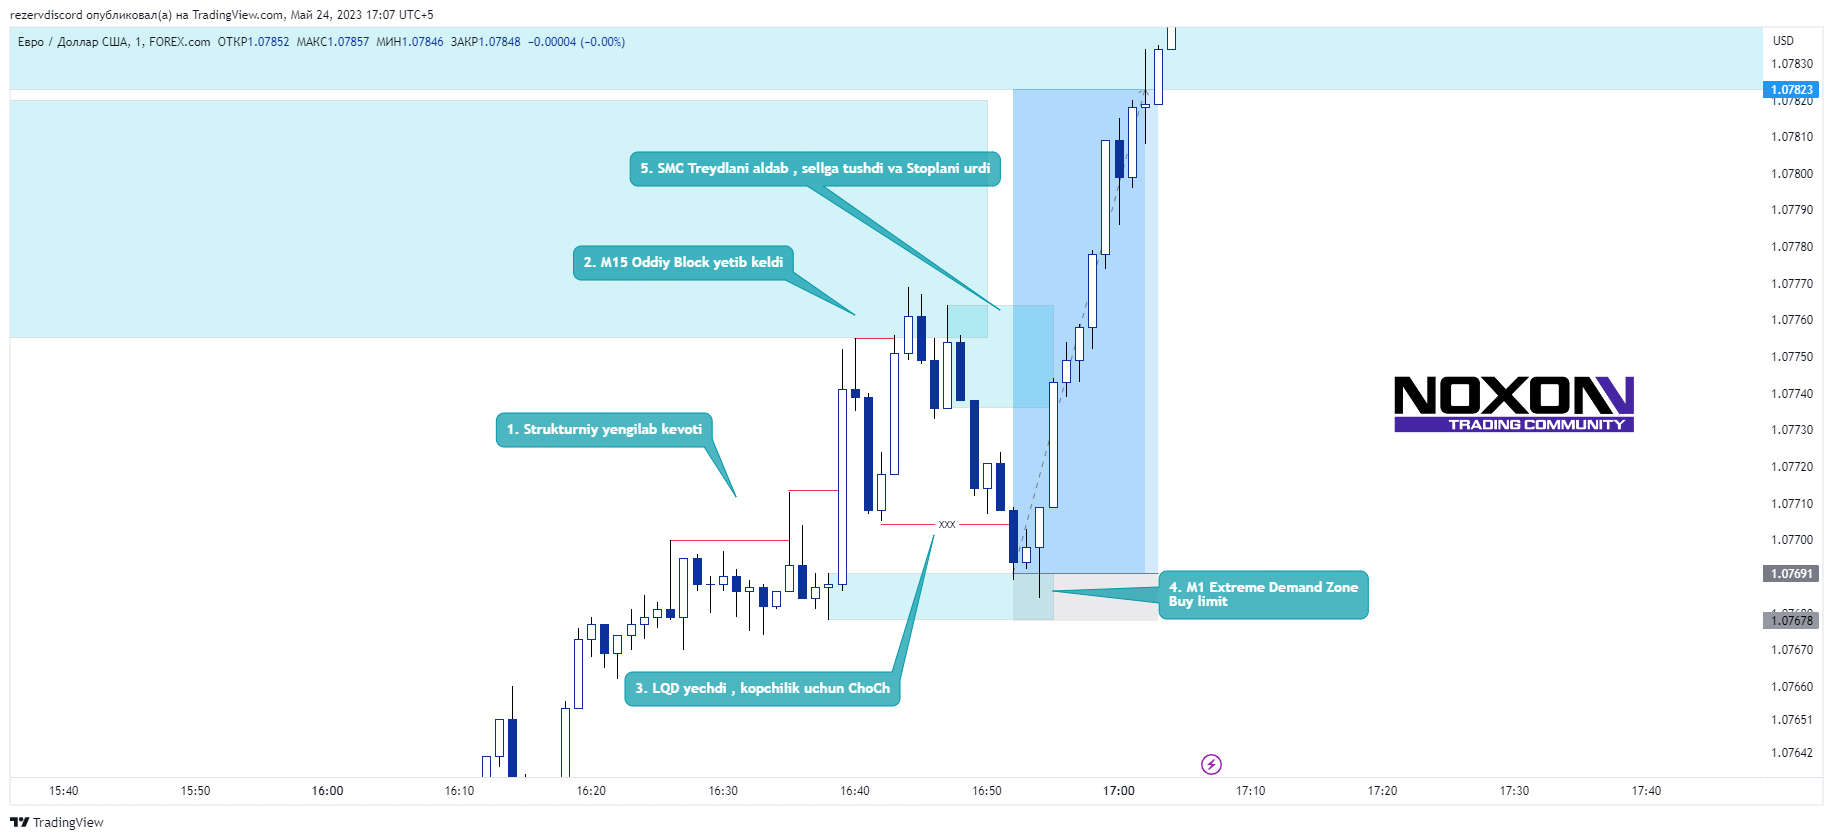 rezervdiscord опубликовал(а) на TradingView.com, Май 24, 2023 17:07 UTC+5
Евро / Доллар США, 1, FOREX.com ОТКР1.07852 МАКС1.07857 МИН1.07846 ЗАКР1.07848 −0.00004 (−0.00%)
USD
1.07830
1.07823
1.07820
1.07810
5. SMC Treydlani aldab , sellga tushdi va Stoplani urdi
1.07800
1.07790
1.07780
2. M15 Oddiy Block yetib keldi
1.07770
1.07760
1.07750
1.07740
NOXON
TRADING COMMUNITY
1. Strukturniy yengilab kevoti
1.07730
1.07720
1.07710
XXX
1.07700
1.07691
4. M1 Extreme Demand Zone
Buy limit
1.07680
1.07678
1.07670
3. LQD yechdi , kopchilik uchun ChoCh
1.07660
1.07651
1.07642
15:40 15:50 16:00 16:10 16:20 16:30 16:40 16:50 17:00 17:10 17:20 17:30 17:40
TradingView